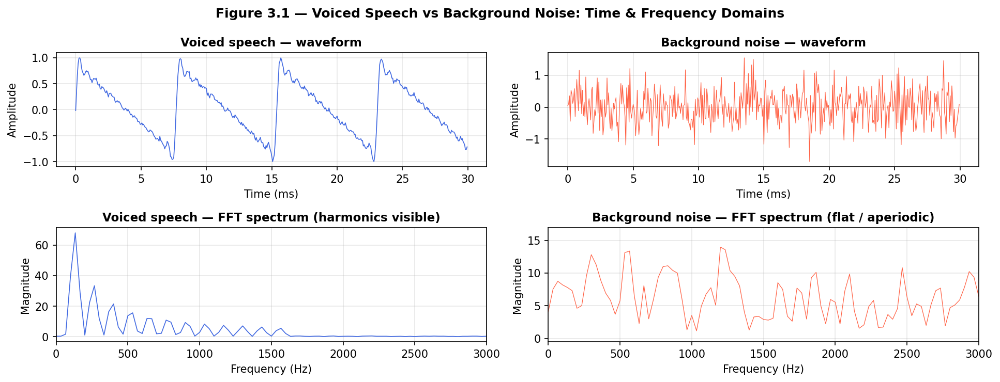 Figure 3.1 — Voiced Speech vs Background Noise: Time & Frequency Domains
Voiced speech — waveform
Amplitude
1.0
0.5
0.0
−0.5
−1.0
0 5 10 15 20 25 30
Time (ms)
Background noise — waveform
Amplitude
1
0
−1
0 5 10 15 20 25 30
Time (ms)
Voiced speech — FFT spectrum (harmonics visible)
Magnitude
60
40
20
0
0 500 1000 1500 2000 2500 3000
Frequency (Hz)
Background noise — FFT spectrum (flat / aperiodic)
Magnitude
15
10
5
0
0 500 1000 1500 2000 2500 3000
Frequency (Hz)